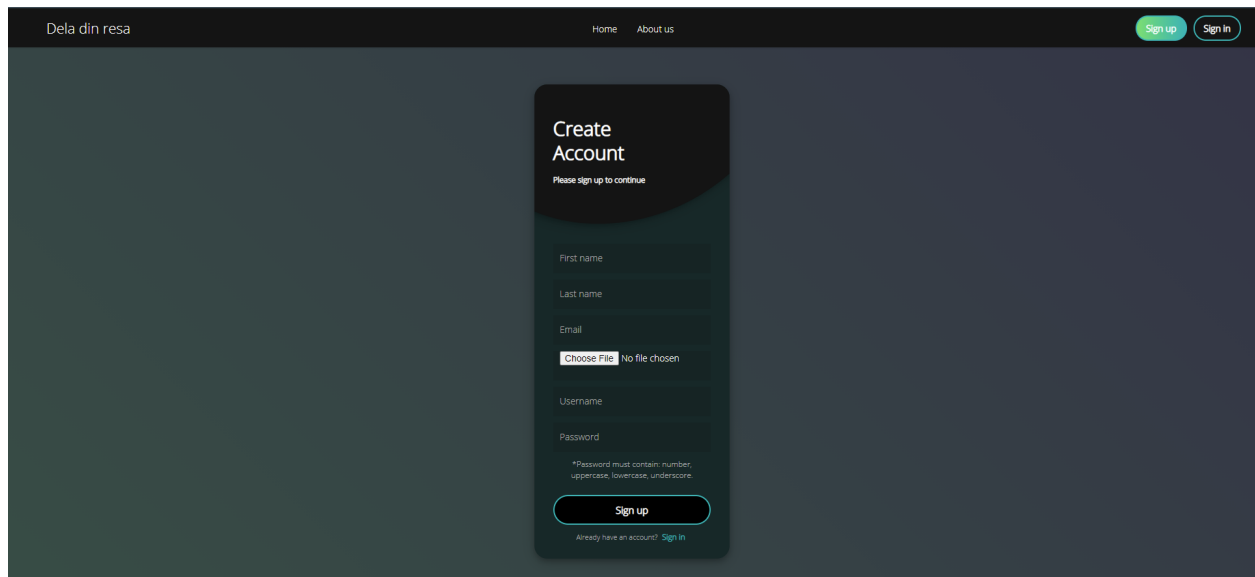 Dela din resa
Home About us
Sign up Sign in
Create
Account
Please sign up to continue
First name
Last name
Email
Choose File No file chosen
Username
Password
*Password must contain: number,
uppercase, lowercase, underscore.
Sign up
Already have an account? Sign in